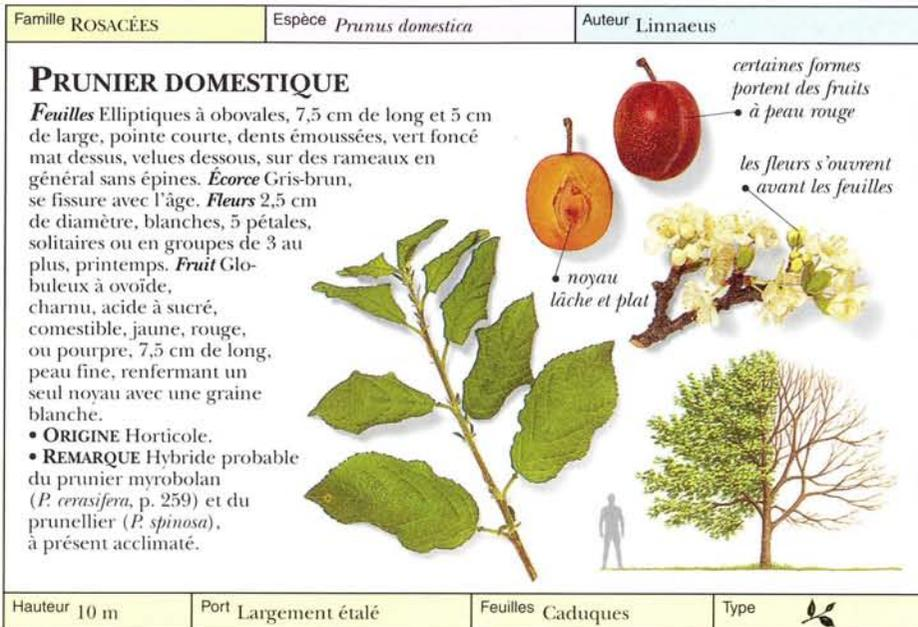 Famille ROSACÉES
Espèce Prunus domestica
Auteur Linnaeus
PRUNIER DOMESTIQUE
Feuilles Elliptiques à obovales, 7,5 cm de long et 5 cm
de large, pointe courte, dents émoussées, vert foncé
mat dessus, velues dessous, sur des rameaux en
général sans épines. Écorce Gris-brun,
se fissure avec l'âge. Fleurs 2,5 cm
de diamètre, blanches, 5 pétales,
solitaires ou en groupes de 3 au
plus, printemps. Fruit Glo-
buleux à ovoïde,
charnu, acide à sucré,
comestible, jaune, rouge,
ou pourpre, 7,5 cm de long,
peau fine, renfermant un
seul noyau avec une graine
blanche.
• ORIGINE Horticole.
• REMARQUE Hybride probable
du prunier myrobolan
(P. cerasifera, p. 259) et du
prunellier (P. spinosa),
à présent acclimaté.
certaines formes
portent des fruits
à peau rouge
les fleurs s'ouvrent
avant les feuilles
noyau
lâche et plat
Hauteur 10 m
Port Largement étalé
Feuilles Caduques
Type